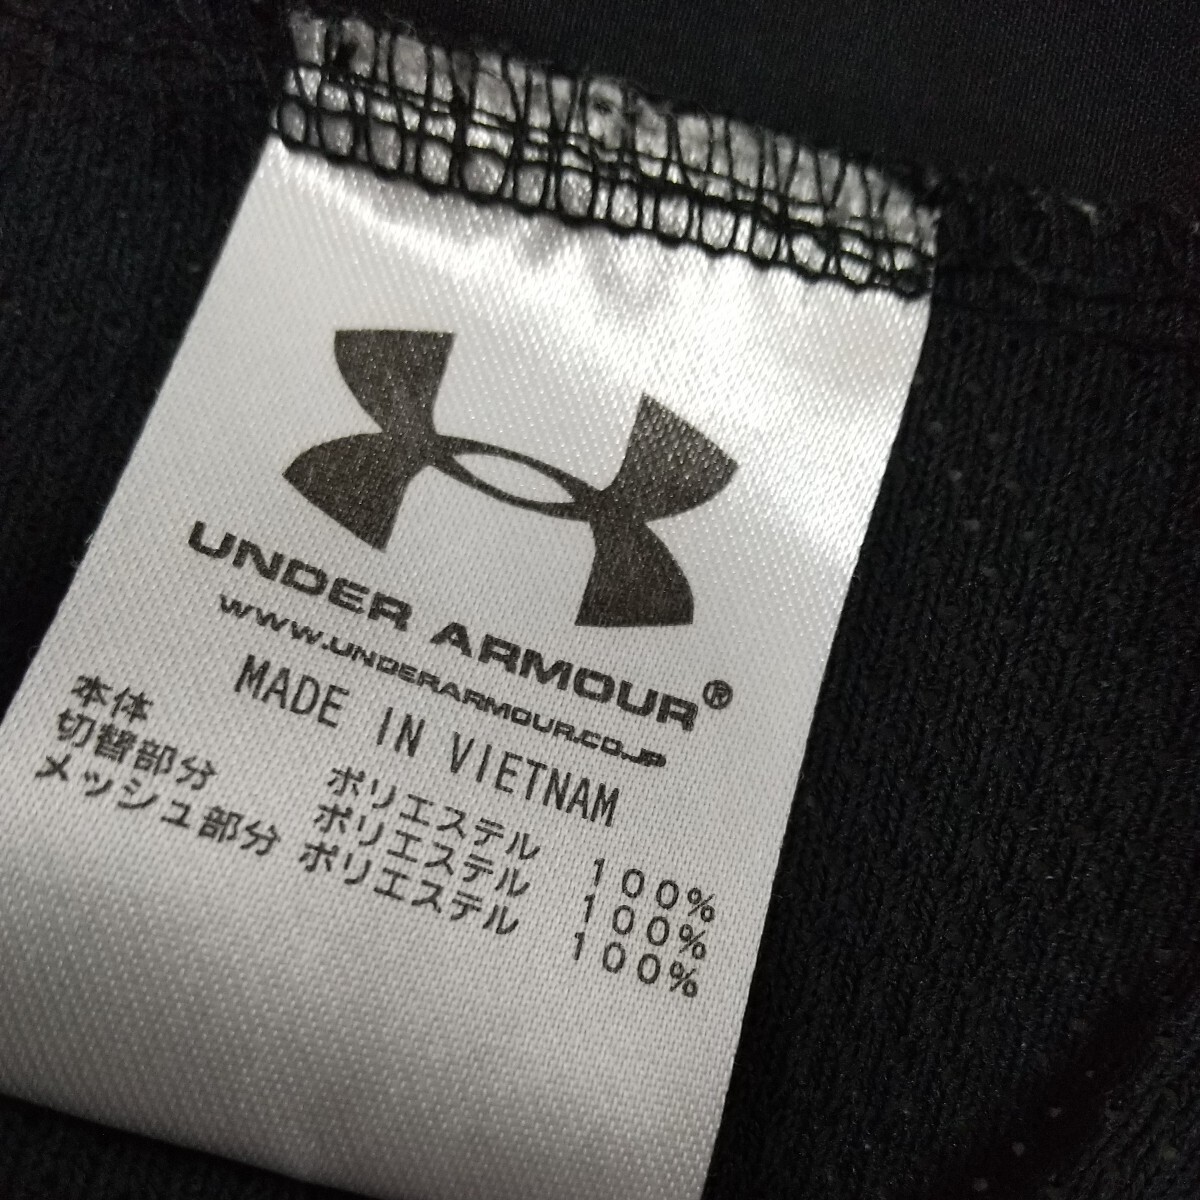 UNDER ARMOUR®
www.UNDERARMOUR.CO.JP
MADE IN VIETNAM
本体 ポリエステル 100%
切替部分 ポリエステル 100%
メッシュ部分 ポリエステル 100%